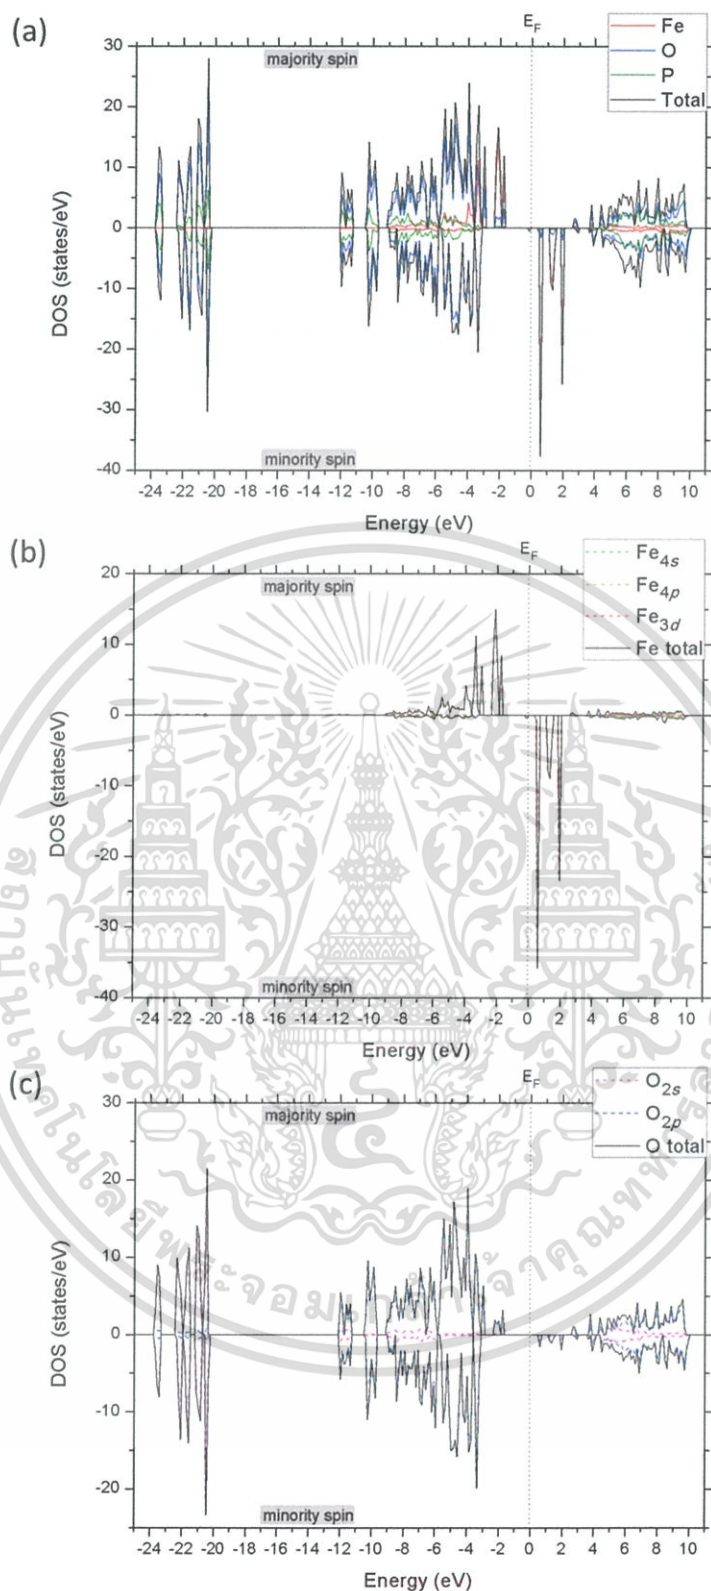 (a)
E_F
majority spin
Fe
O
P
Total
30
20
10
0
-10
-20
-30
-40
DOS (states/eV)
minority spin
-24 -22 -20 -18 -16 -14 -12 -10 -8 -6 -4 -2 0 2 4 6 8 10
Energy (eV)
(b)
E_F
majority spin
Fe4s
Fe4p
Fe3d
Fe total
20
10
0
-10
-20
-30
-40
DOS (states/eV)
minority spin
-24 -22 -20 -18 -16 -14 -12 -10 -8 -6 -4 -2 0 2 4 6 8 10
Energy (eV)
(c)
E_F
majority spin
O2s
O2p
O total
30
20
10
0
-10
-20
DOS (states/eV)
minority spin
-24 -22 -20 -18 -16 -14 -12 -10 -8 -6 -4 -2 0 2 4 6 8 10
Energy (eV)